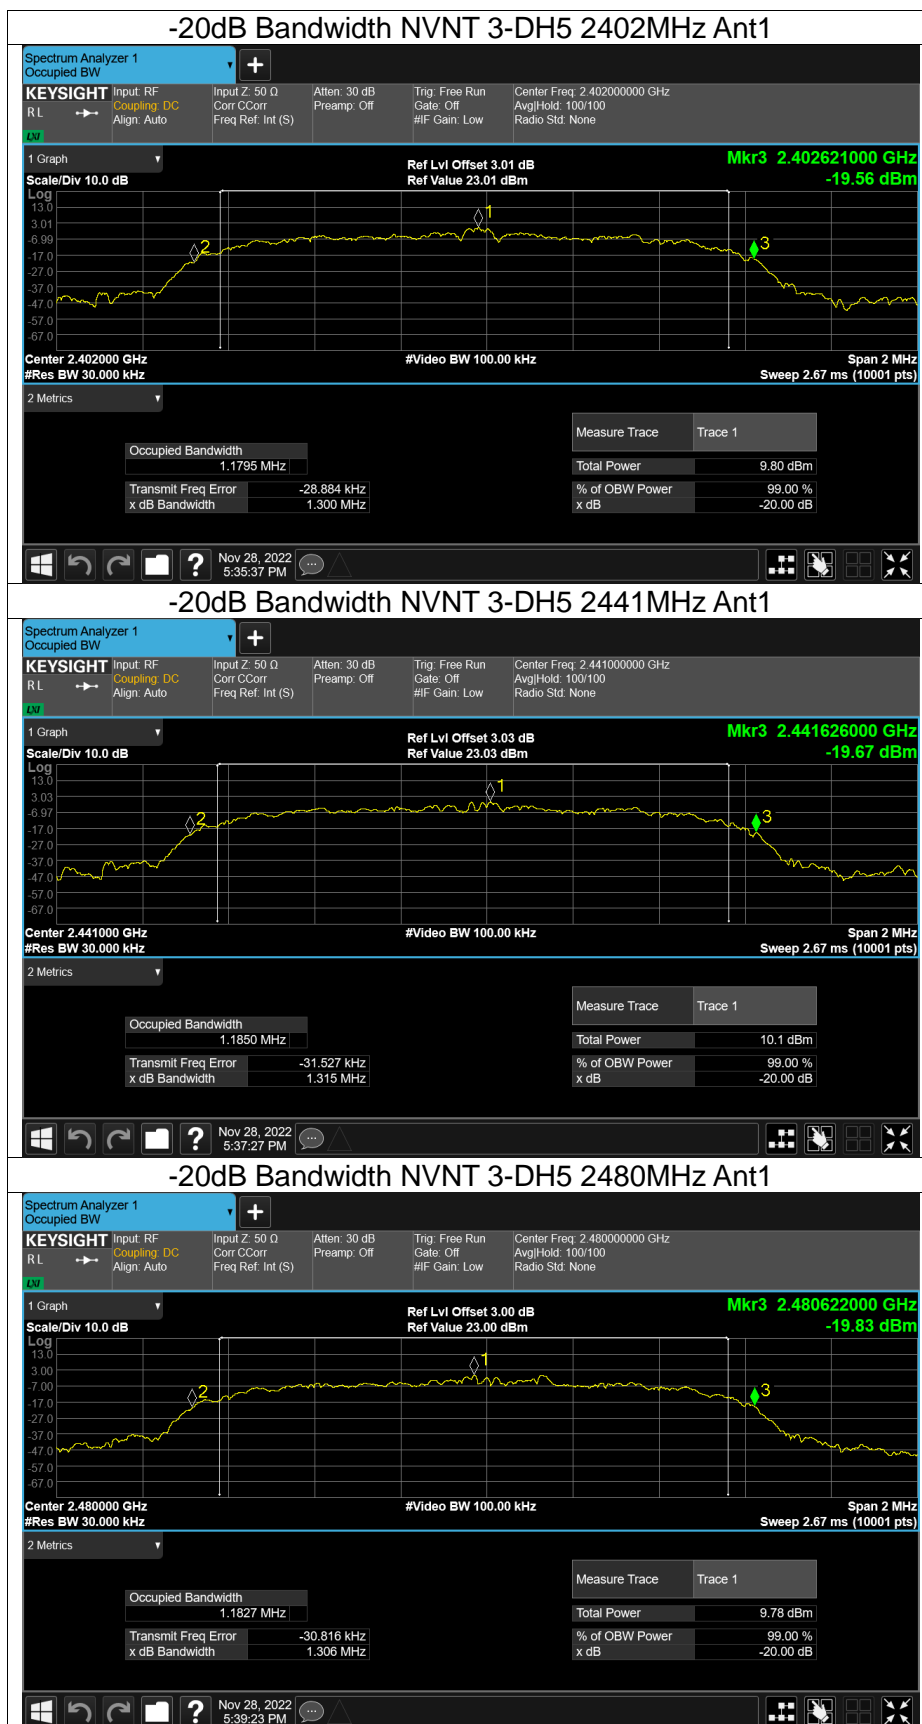 -20dB Bandwidth NVNT 3-DH5 2402MHz Ant1
Spectrum Analyzer 1
Occupied BW
+
KEYSIGHT Input: RF Input Z: 50 Ω Atten: 30 dB Trig: Free Run Center Freq: 2.402000000 GHz
R L Coupling: DC Corr CCorr Preamp: Off Gate: Off Avg|Hold: 100/100
Align: Auto Freq Ref: Int (S) #IF Gain: Low Radio Std: None
LXI
1 Graph Ref Lvl Offset 3.01 dB Mkr3 2.402621000 GHz
Scale/Div 10.0 dB Ref Value 23.01 dBm -19.56 dBm
Log
13.0
3.01
-6.99
-17.0
-27.0
-37.0
-47.0
-57.0
-67.0
1
2
3
Center 2.402000 GHz #Video BW 100.00 kHz Span 2 MHz
#Res BW 30.000 kHz Sweep 2.67 ms (10001 pts)
2 Metrics
Measure Trace Trace 1
Occupied Bandwidth
1.1795 MHz Total Power 9.80 dBm
Transmit Freq Error -28.884 kHz % of OBW Power 99.00 %
x dB Bandwidth 1.300 MHz x dB -20.00 dB
? Nov 28, 2022
5:35:37 PM
-20dB Bandwidth NVNT 3-DH5 2441MHz Ant1
Spectrum Analyzer 1
Occupied BW
+
KEYSIGHT Input: RF Input Z: 50 Ω Atten: 30 dB Trig: Free Run Center Freq: 2.441000000 GHz
R L Coupling: DC Corr CCorr Preamp: Off Gate: Off Avg|Hold: 100/100
Align: Auto Freq Ref: Int (S) #IF Gain: Low Radio Std: None
LXI
1 Graph Ref Lvl Offset 3.03 dB Mkr3 2.441626000 GHz
Scale/Div 10.0 dB Ref Value 23.03 dBm -19.67 dBm
Log
13.0
3.03
-6.97
-17.0
-27.0
-37.0
-47.0
-57.0
-67.0
1
2
3
Center 2.441000 GHz #Video BW 100.00 kHz Span 2 MHz
#Res BW 30.000 kHz Sweep 2.67 ms (10001 pts)
2 Metrics
Measure Trace Trace 1
Occupied Bandwidth
1.1850 MHz Total Power 10.1 dBm
Transmit Freq Error -31.527 kHz % of OBW Power 99.00 %
x dB Bandwidth 1.315 MHz x dB -20.00 dB
? Nov 28, 2022
5:37:27 PM
-20dB Bandwidth NVNT 3-DH5 2480MHz Ant1
Spectrum Analyzer 1
Occupied BW
+
KEYSIGHT Input: RF Input Z: 50 Ω Atten: 30 dB Trig: Free Run Center Freq: 2.480000000 GHz
R L Coupling: DC Corr CCorr Preamp: Off Gate: Off Avg|Hold: 100/100
Align: Auto Freq Ref: Int (S) #IF Gain: Low Radio Std: None
LXI
1 Graph Ref Lvl Offset 3.00 dB Mkr3 2.480622000 GHz
Scale/Div 10.0 dB Ref Value 23.00 dBm -19.83 dBm
Log
13.0
3.00
-7.00
-17.0
-27.0
-37.0
-47.0
-57.0
-67.0
1
2
3
Center 2.480000 GHz #Video BW 100.00 kHz Span 2 MHz
#Res BW 30.000 kHz Sweep 2.67 ms (10001 pts)
2 Metrics
Measure Trace Trace 1
Occupied Bandwidth
1.1827 MHz Total Power 9.78 dBm
Transmit Freq Error -30.816 kHz % of OBW Power 99.00 %
x dB Bandwidth 1.306 MHz x dB -20.00 dB
? Nov 28, 2022
5:39:23 PM